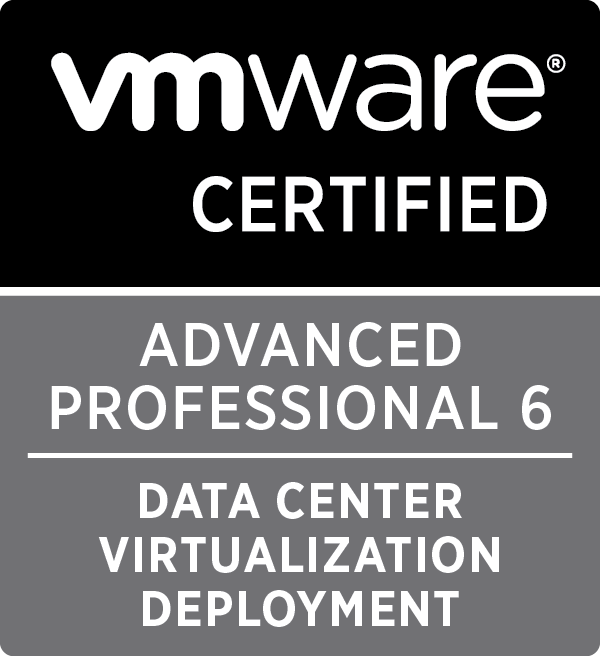 vmware®
CERTIFIED
ADVANCED
PROFESSIONAL 6
DATA CENTER
VIRTUALIZATION
DEPLOYMENT